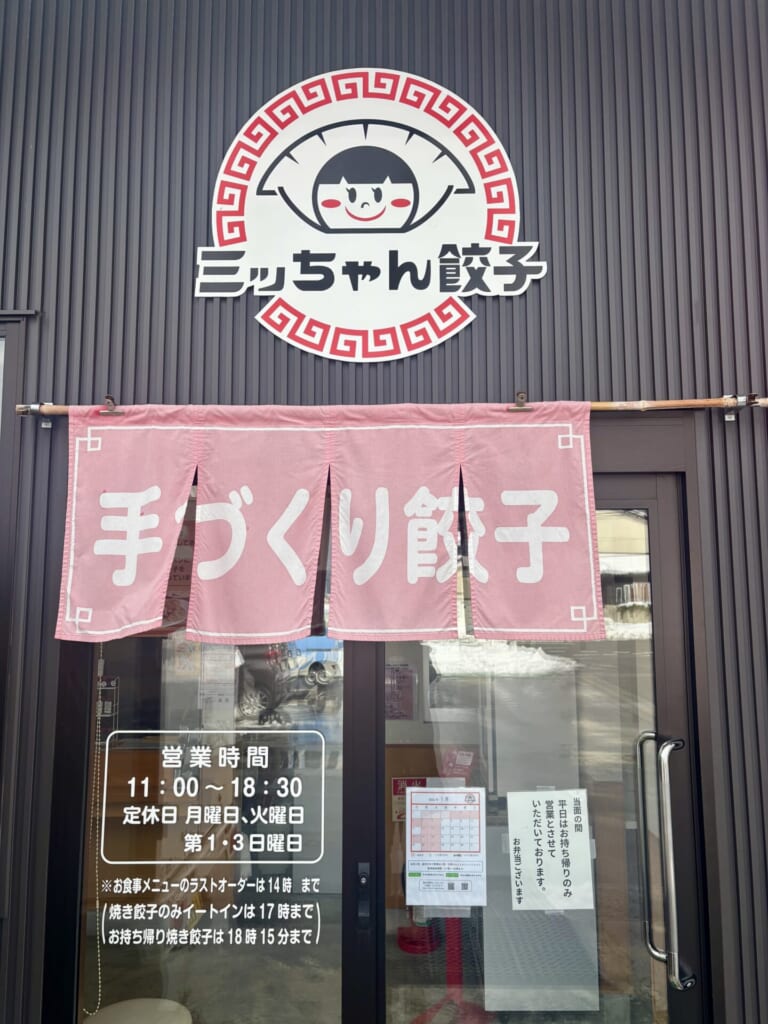 ミッちゃん餃子
手づくり餃子
営業時間
11：00～18：30
定休日 月曜日、火曜日
第1・3日曜日
※お食事メニューのラストオーダーは14時 まで
(焼き餃子のみイートインは17時まで)
(お持ち帰り焼き餃子は18時15分まで)
消火
当面の間
平日はお持ち帰りのみ
営業とさせて
いただいております。
お弁当ございます